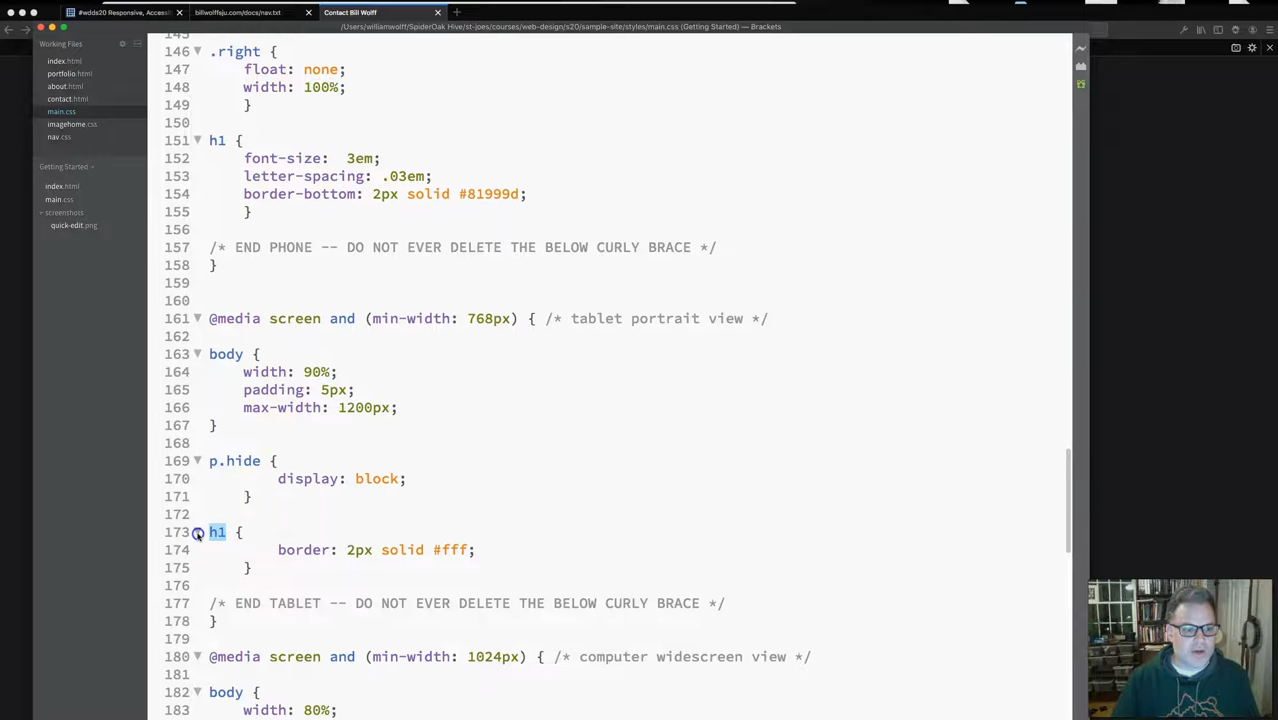 #wdds20 Responsive, Accessi
billwolffsju.com/docs/nav.txt
Contact Bill Wolff
/Users/williamwolff/SpiderOak Hive/st-joes/courses/web-design/s20/sample-site/styles/main.css (Getting Started) — Brackets
Working Files
index.html
portfolio.html
about.html
contact.html
main.css
imagehome.css
nav.css
Getting Started
index.html
main.css
screenshots
quick-edit.png
145
146 .right {
147 float: none;
148 width: 100%;
149 }
150
151 h1 {
152 font-size:  3em;
153 letter-spacing: .03em;
154 border-bottom: 2px solid #81999d;
155 }
156
157 /* END PHONE -- DO NOT EVER DELETE THE BELOW CURLY BRACE */
158 }
159
160
161 @media screen and (min-width: 768px) { /* tablet portrait view */
162
163 body {
164 width: 90%;
165 padding: 5px;
166 max-width: 1200px;
167 }
168
169 p.hide {
170 display: block;
171 }
172
173 h1 {
174 border: 2px solid #fff;
175 }
176
177 /* END TABLET -- DO NOT EVER DELETE THE BELOW CURLY BRACE */
178 }
179
180 @media screen and (min-width: 1024px) { /* computer widescreen view */
181
182 body {
183 width: 80%;